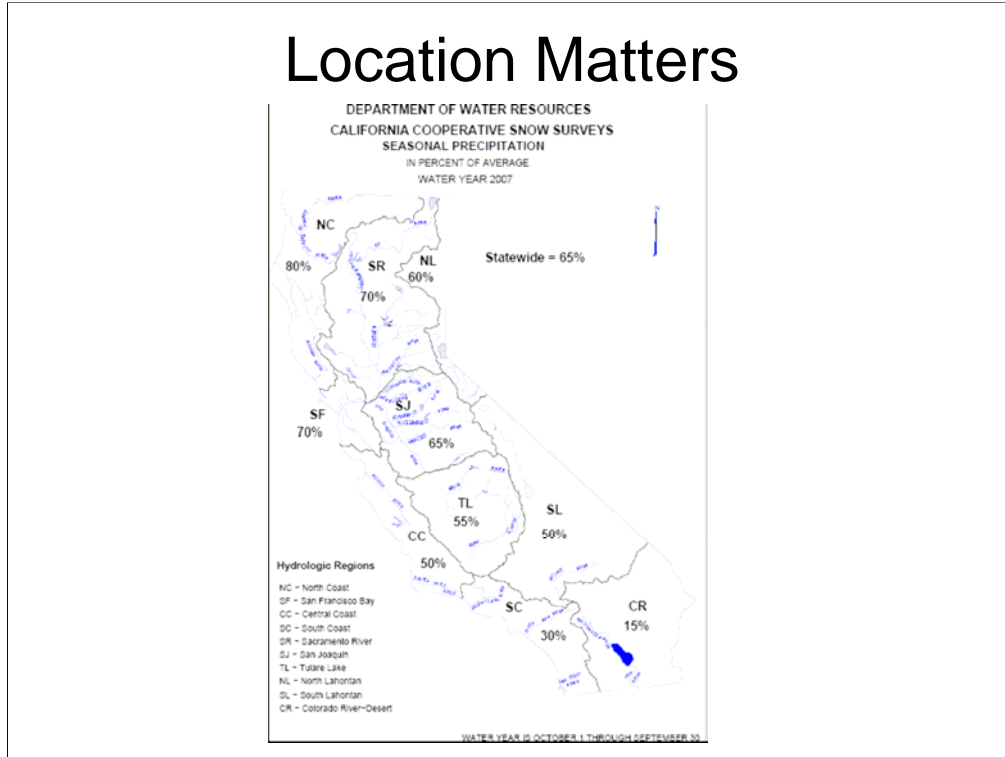 Location Matters
DEPARTMENT OF WATER RESOURCES
CALIFORNIA COOPERATIVE SNOW SURVEYS
SEASONAL PRECIPITATION
IN PERCENT OF AVERAGE
WATER YEAR 2007
NC
80%
SR
70%
NL
60%
Statewide = 65%
SF
70%
SJ
65%
TL
55%
SL
50%
CC
50%
SC
30%
CR
15%
Hydrologic Regions
NC - North Coast
SF - San Francisco Bay
CC - Central Coast
SC - South Coast
SR - Sacramento River
SJ - San Joaquin
TL - Tulare Lake
NL - North Lahontan
SL - South Lahontan
CR - Colorado River-Desert
WATER YEAR IS OCTOBER 1 THROUGH SEPTEMBER 30